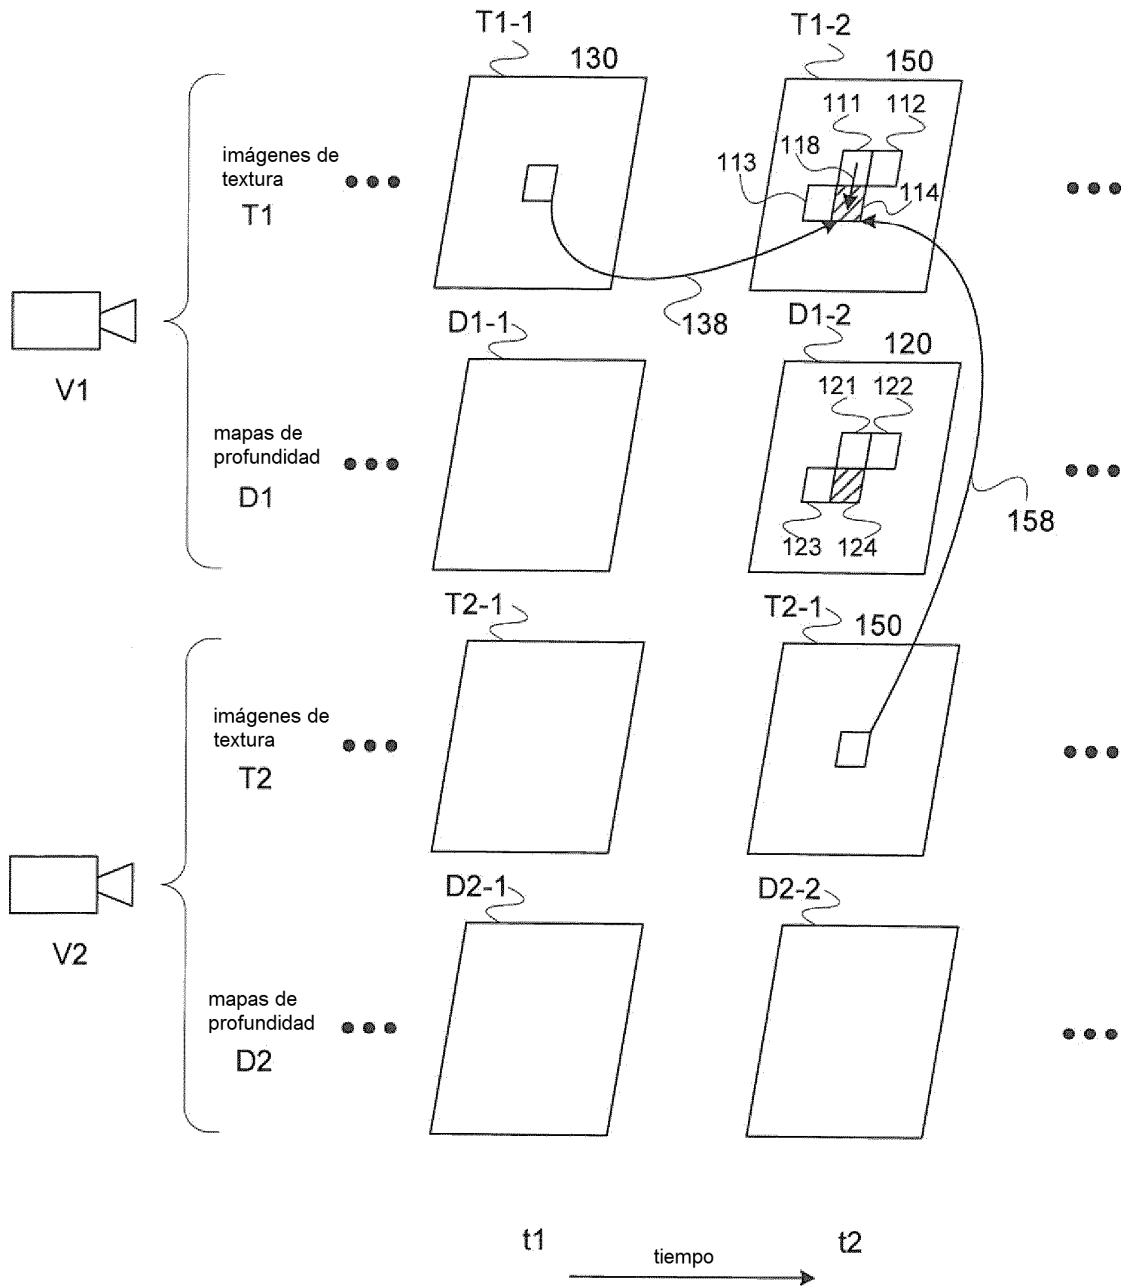 T1-1
130
T1-2
150
111
112
imágenes de
textura
T1
118
113
114
138
V1
D1-1
D1-2
120
121
122
mapas de
profundidad
D1
123
124
158
T2-1
T2-1
150
imágenes de
textura
T2
V2
D2-1
D2-2
mapas de
profundidad
D2
t1
tiempo
t2